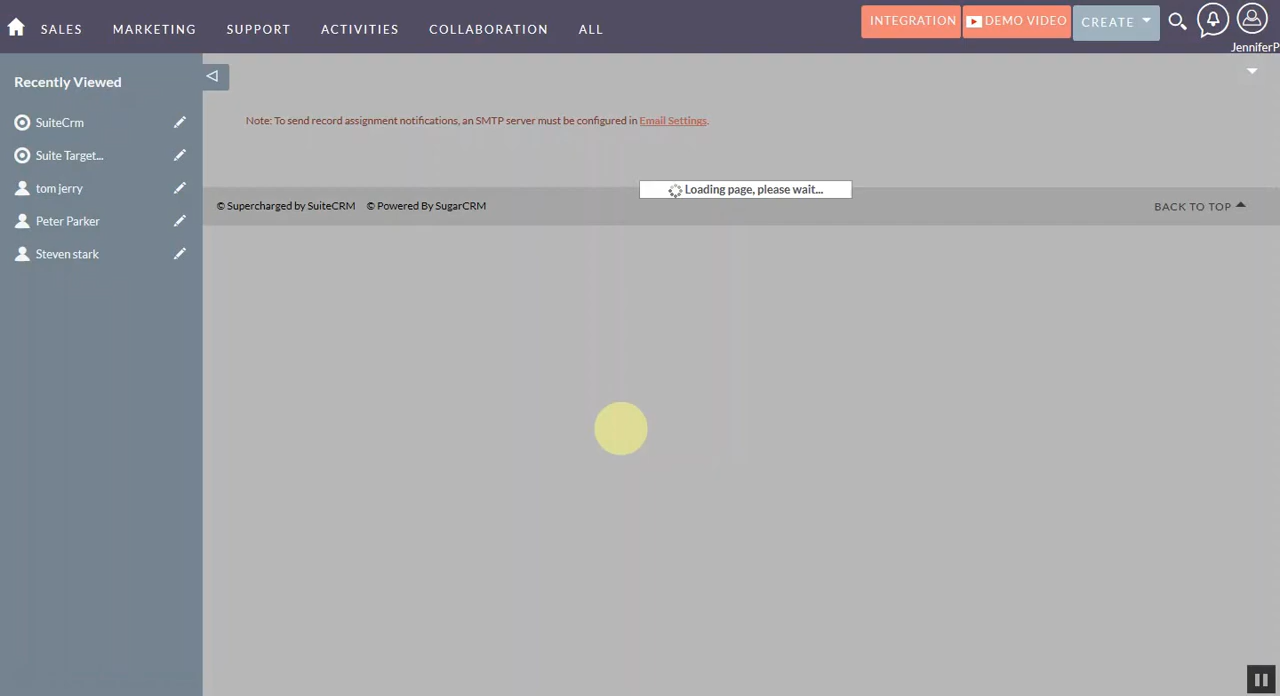 SALES MARKETING SUPPORT ACTIVITIES COLLABORATION ALL INTEGRATION DEMO VIDEO CREATE
JenniferP
Recently Viewed
SuiteCrm
Suite Target...
tom jerry
Peter Parker
Steven stark
Note: To send record assignment notifications, an SMTP server must be configured in Email Settings.
Loading page, please wait...
© Supercharged by SuiteCRM © Powered By SugarCRM BACK TO TOP